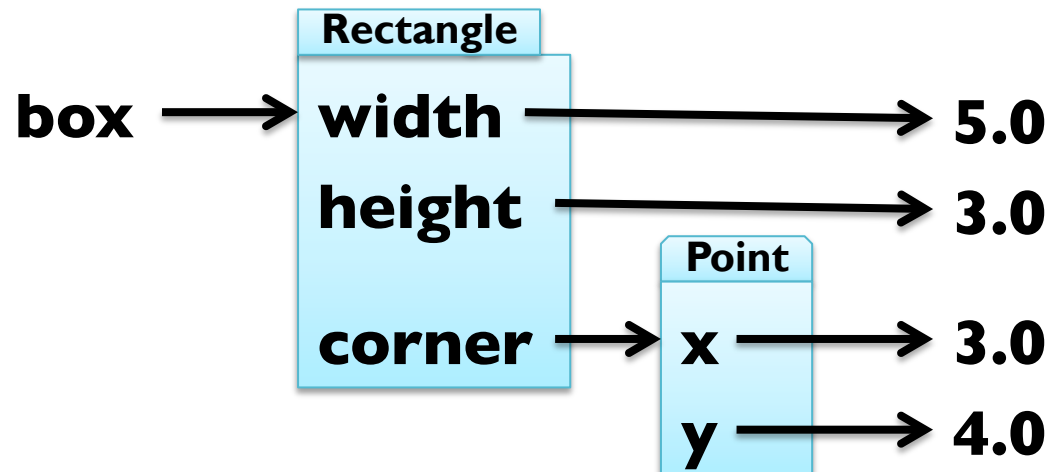 Rectangle
box width 5.0
height 3.0
Point
corner x 3.0
y 4.0